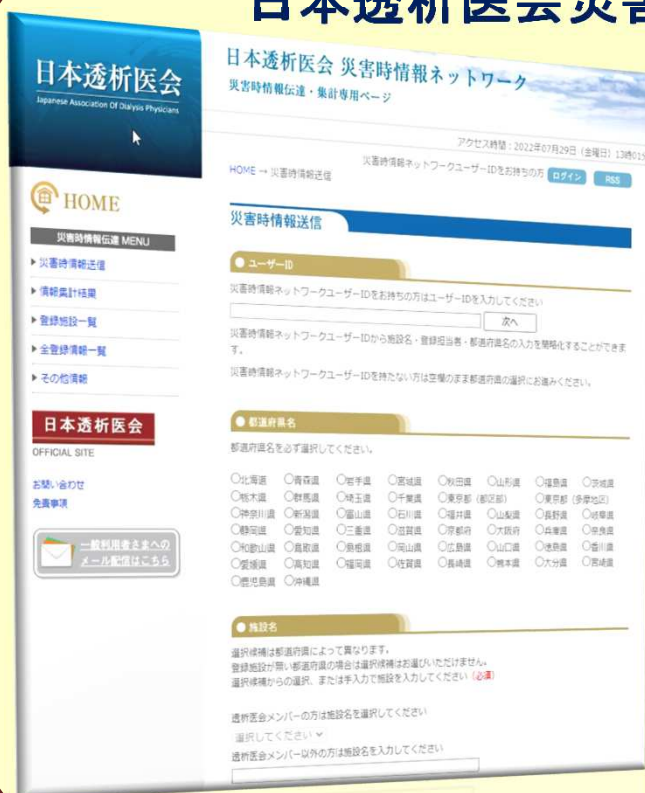 日本透析医会災害
日本透析医会
Japanese Association Of Dialysis Physicians
日本透析医会 災害時情報ネットワーク
災害時情報伝達・集計専用ページ
アクセス時間：2022年07月29日（金曜日）13時01分
HOME → 災害時情報送信
災害時情報ネットワークユーザーIDをお持ちの方 ログイン RSS
HOME
災害時情報伝達 MENU
災害時情報送信
情報集計結果
登録施設一覧
全登録情報一覧
その他情報
日本透析医会
OFFICIAL SITE
お問い合わせ
免責事項
一般利用者さまへの
メール配信はこちら
災害時情報送信
ユーザーID
災害時情報ネットワークユーザーIDをお持ちの方はユーザーIDを入力してください
次へ
災害時情報ネットワークユーザーIDから施設名・登録担当者・都道府県名の入力を簡略化することができま
す。
災害時情報ネットワークユーザーIDを持たない方は空欄のまま都道府県の選択にお進みください。
都道府県名
都道府県名を必ず選択してください。
北海道 青森県 岩手県 宮城県 秋田県 山形県 福島県 茨城県
栃木県 群馬県 埼玉県 千葉県 東京都（都区部） 東京都（多摩地区）
神奈川県 新潟県 富山県 石川県 福井県 山梨県 長野県 岐阜県
静岡県 愛知県 三重県 滋賀県 京都府 大阪府 兵庫県 奈良県
和歌山県 鳥取県 島根県 岡山県 広島県 山口県 徳島県 香川県
愛媛県 高知県 福岡県 佐賀県 長崎県 熊本県 大分県 宮崎県
鹿児島県 沖縄県
施設名
選択候補は都道府県によって異なります。
登録施設が無い都道府県の場合は選択候補はお選びいただけません。
選択候補からの選択、または手入力で施設を入力してください（必須）
透析医会メンバーの方は施設名を選択してください
選択してください
透析医会メンバー以外の方は施設名を入力してください